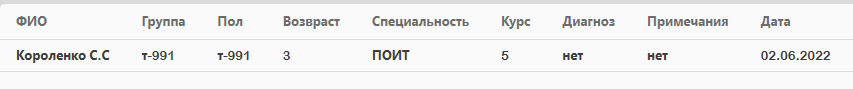 ФИО Группа Пол Возвраст Специальность Курс Диагноз Примечания Дата
Короленко С.С т-991 т-991 3 ПОИТ 5 нет нет 02.06.2022